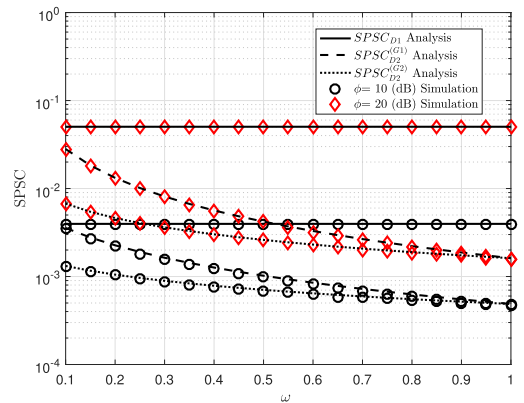 10^0
SPSC_{D1} Analysis
SPSC_{D2}^{(G1)} Analysis
SPSC_{D2}^{(G2)} Analysis
ϕ= 10 (dB) Simulation
ϕ= 20 (dB) Simulation
10^{-1}
10^{-2}
10^{-3}
10^{-4}
SPSC
0.1 0.2 0.3 0.4 0.5 0.6 0.7 0.8 0.9 1
ω